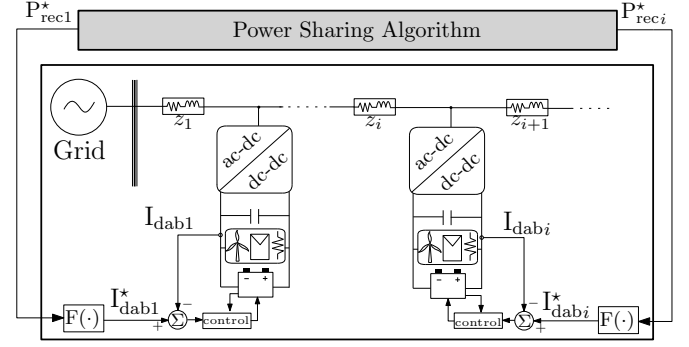 P⋆rec1
Power Sharing Algorithm
P⋆reci
Grid
z1
zi
zi+1
ac-dc
dc-dc
ac-dc
dc-dc
Idab1
Idabi
- +
- +
I⋆dab1
I⋆dabi
F(·)
+
Σ
−
control
control
−
Σ
+
F(·)